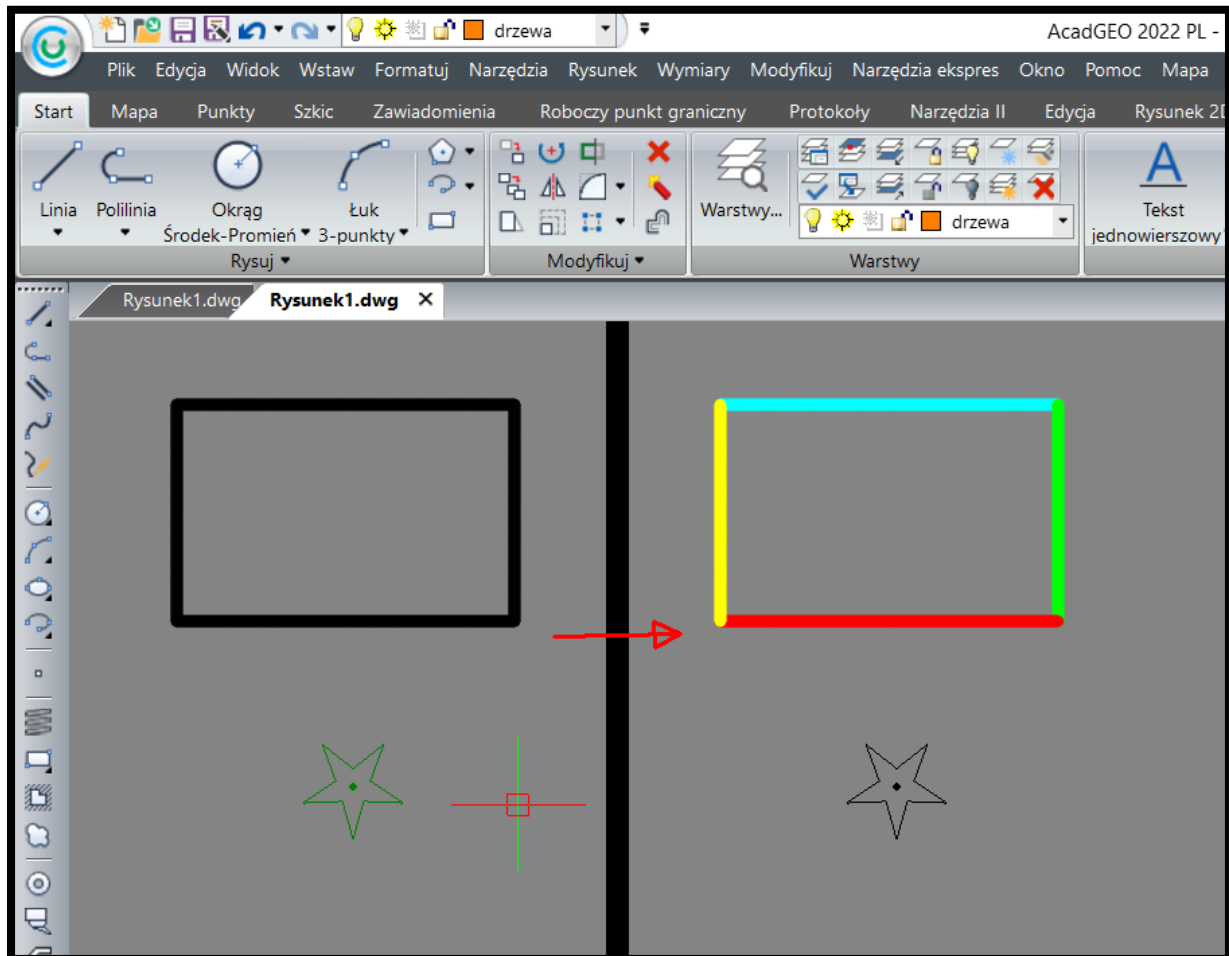 drzewa
AcadGEO 2022 PL -
Plik Edycja Widok Wstaw Formatuj Narzędzia Rysunek Wymiary Modyfikuj Narzędzia ekspres Okno Pomoc Mapa
Start Mapa Punkty Szkic Zawiadomienia Roboczy punkt graniczny Protokoły Narzędzia II Edycja Rysunek 2D
Linia Polilinia Okrąg Środek-Promień Łuk 3-punkty
Warstwy...
drzewa
A
Tekst jednowierszowy
Rysuj Modyfikuj Warstwy
Rysunek1.dwg Rysunek1.dwg